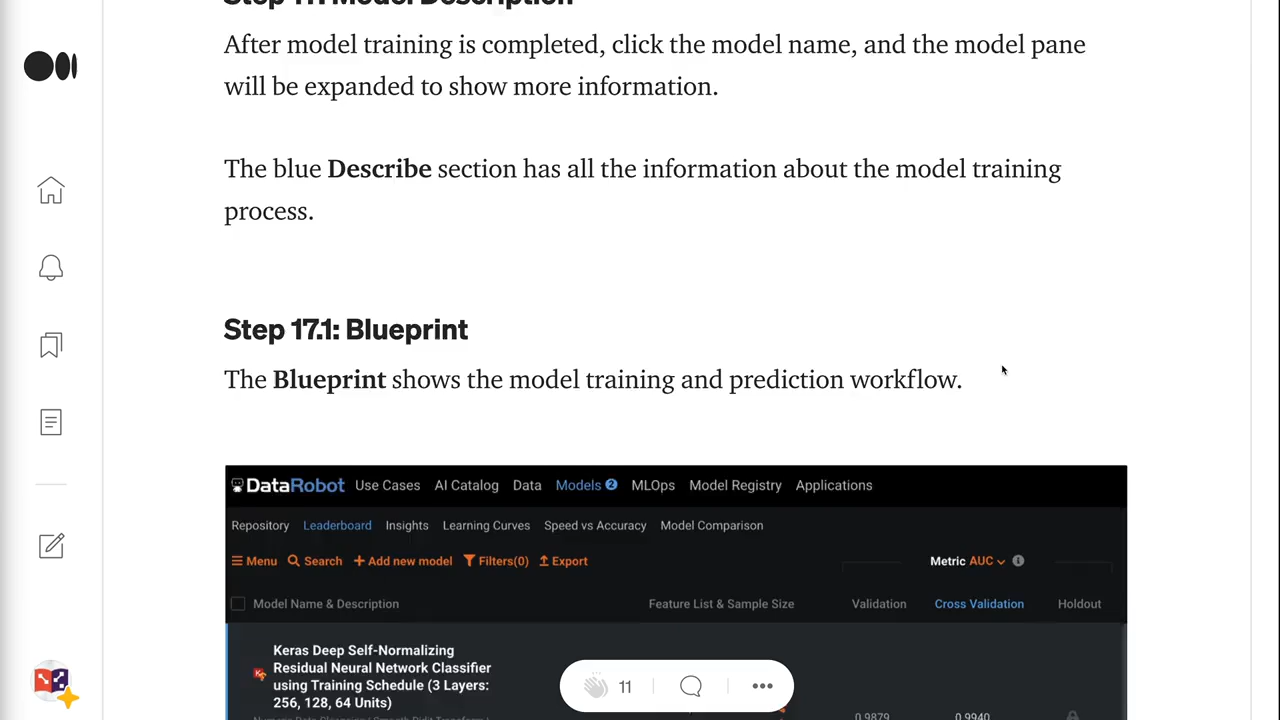 Step 17: Model Description
After model training is completed, click the model name, and the model pane
will be expanded to show more information.
The blue Describe section has all the information about the model training
process.
Step 17.1: Blueprint
The Blueprint shows the model training and prediction workflow.
DataRobot Use Cases AI Catalog Data Models 2 MLOps Model Registry Applications
Repository Leaderboard Insights Learning Curves Speed vs Accuracy Model Comparison
Menu Search + Add new model Filters(0) Export Metric AUC
Model Name & Description Feature List & Sample Size Validation Cross Validation Holdout
Keras Deep Self-Normalizing
Residual Neural Network Classifier
using Training Schedule (3 Layers:
256, 128, 64 Units)
0.9879 0.9940
11